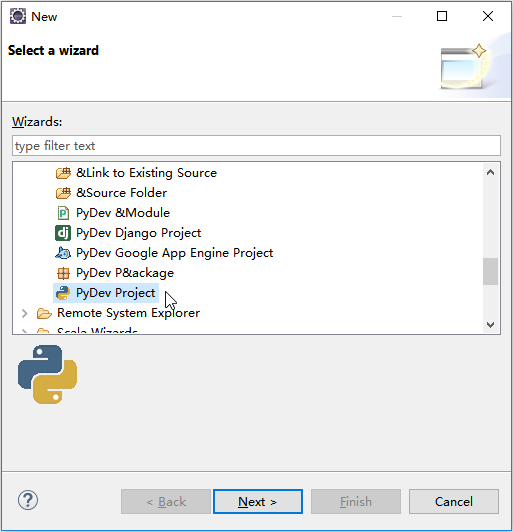 New
Select a wizard
Wizards:
type filter text
&Link to Existing Source
&Source Folder
PyDev &Module
PyDev Django Project
PyDev Google App Engine Project
PyDev P&ackage
PyDev Project
Remote System Explorer
Scala Wizards
< Back
Next >
Finish
Cancel